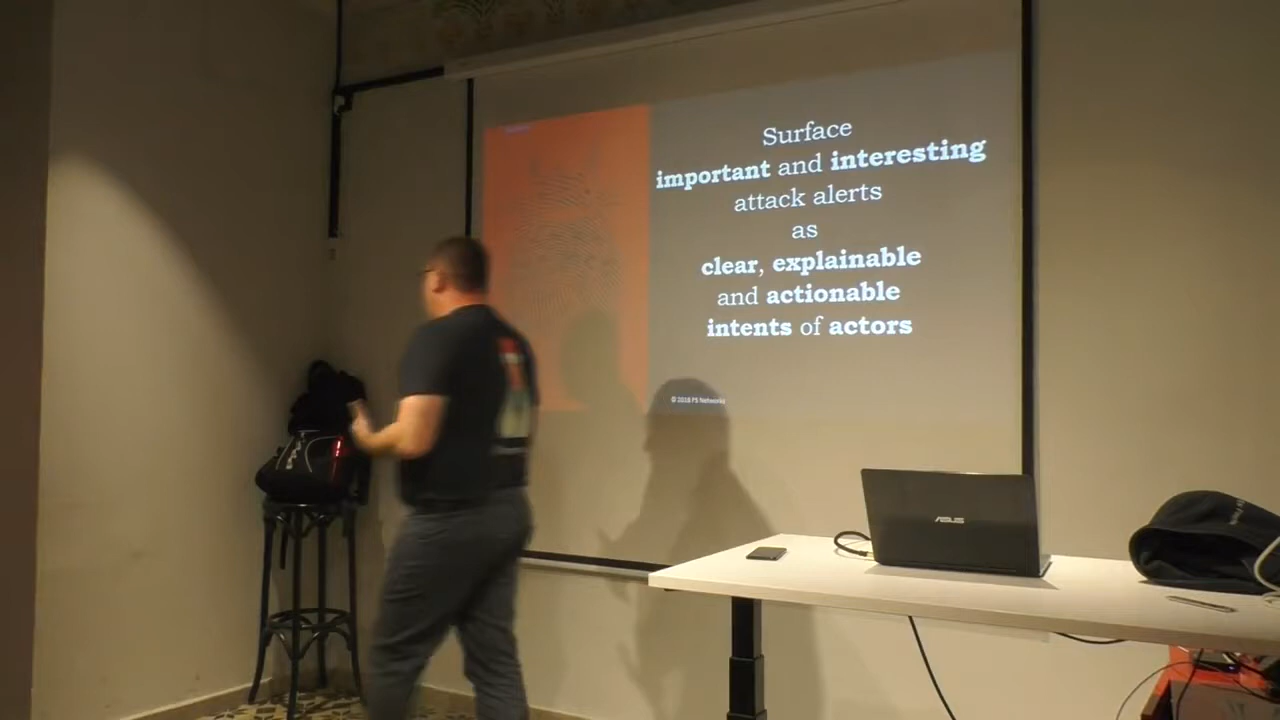 Surface
important and interesting
attack alerts
as
clear, explainable
and actionable
intents of actors
© 2018 F5 Networks
ASUS